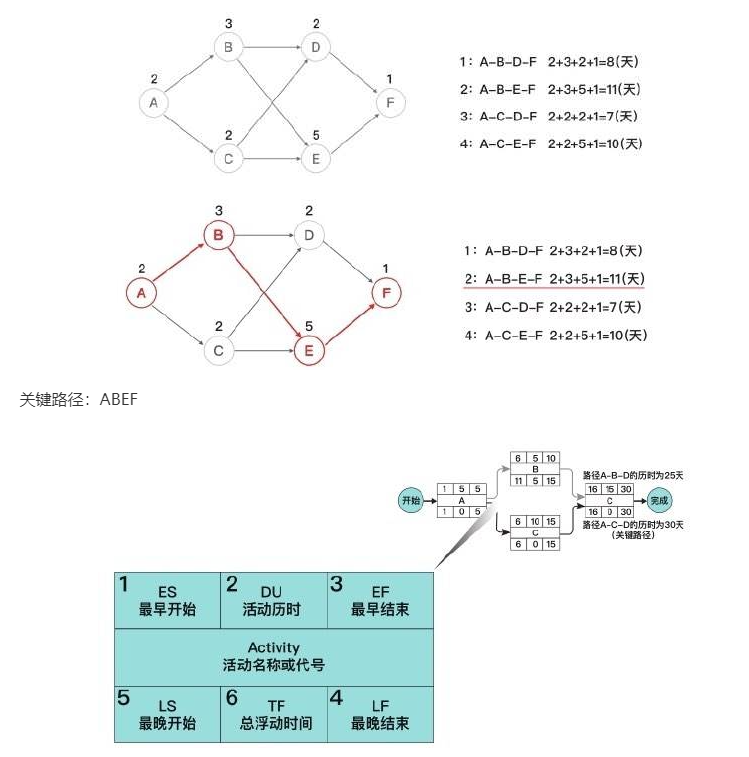 3
2
B
D
1: A-B-D-F 2+3+2+1=8(天)
2
1
2: A-B-E-F 2+3+5+1=11(天)
A
F
3: A-C-D-F 2+2+2+1=7(天)
2
5
4: A-C-E-F 2+2+5+1=10(天)
C
E
3
2
B
D
1: A-B-D-F 2+3+2+1=8(天)
2
1
2: A-B-E-F 2+3+5+1=11(天)
A
F
3: A-C-D-F 2+2+2+1=7(天)
2
5
4: A-C-E-F 2+2+5+1=10(天)
C
E
关键路径：ABEF
6 5 10
B
11 5 15
路径A-B-D的历时为25天
开始
1 5 5
A
1 0 5
16 15 30
C
16 0 30
完成
6 10 15
C
6 0 15
路径A-C-D的历时为30天
(关键路径)
1 ES
最早开始
2 DU
活动历时
3 EF
最早结束
Activity
活动名称或代号
5 LS
最晚开始
6 TF
总浮动时间
4 LF
最晚结束